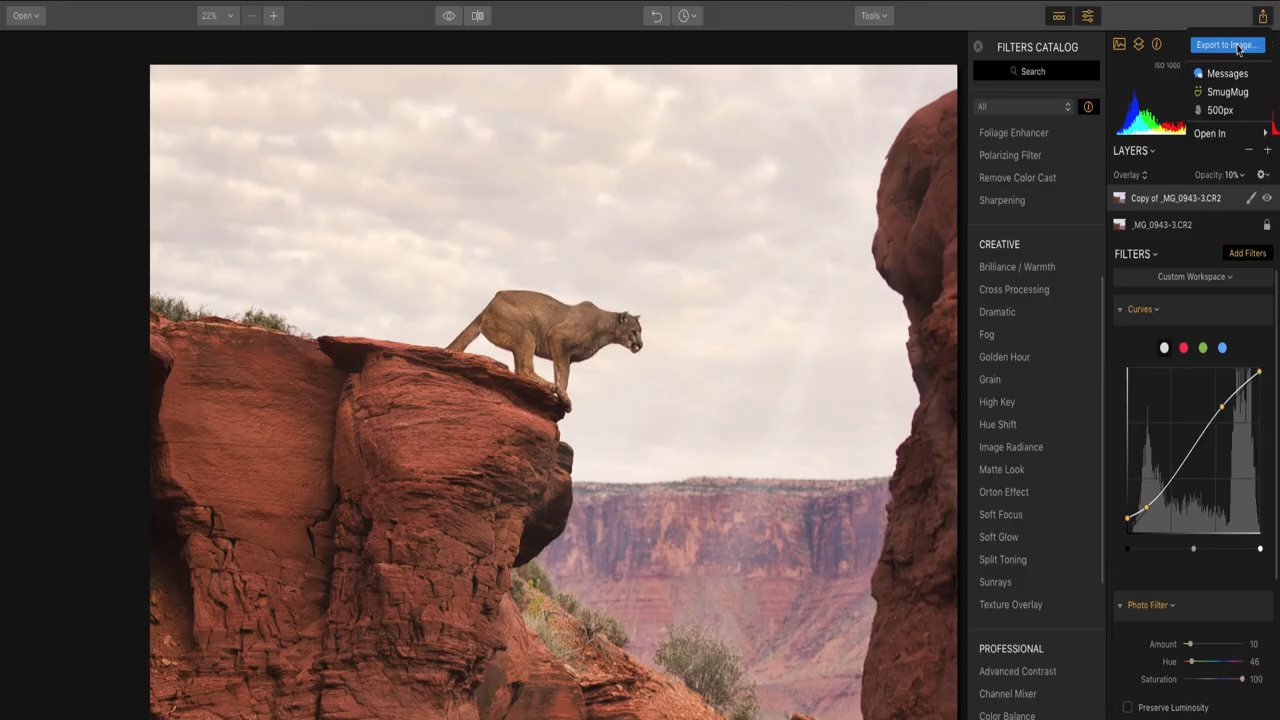 Open
22%
Tools
FILTERS CATALOG
Search
All
Foliage Enhancer
Polarizing Filter
Remove Color Cast
Sharpening
CREATIVE
Brilliance / Warmth
Cross Processing
Dramatic
Fog
Golden Hour
Grain
High Key
Hue Shift
Image Radiance
Matte Look
Orton Effect
Soft Focus
Soft Glow
Split Toning
Sunrays
Texture Overlay
PROFESSIONAL
Advanced Contrast
Channel Mixer
Color Balance
Export to Image...
ISO 1000
Messages
SmugMug
500px
Open In
LAYERS
Overlay
Opacity: 10%
Copy of _MG_0943-3.CR2
_MG_0943-3.CR2
FILTERS
Add Filters
Custom Workspace
Curves
Photo Filter
Amount 10
Hue 46
Saturation 100
Preserve Luminosity